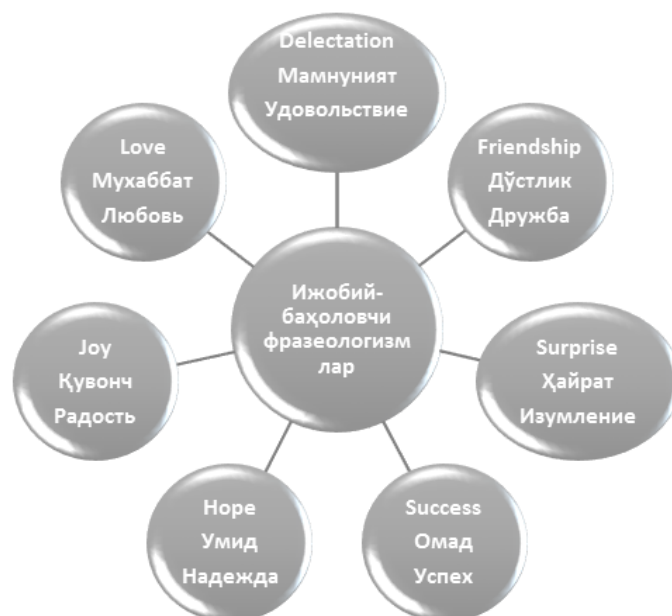 Delectation
Мамнуният
Удовольствие
Love
Мухаббат
Любовь
Friendship
Дўстлик
Дружба
Ижобий-
баҳоловчи
фразеологизм
лар
Joy
Қувонч
Радость
Surprise
Ҳайрат
Изумление
Hope
Умид
Надежда
Success
Омад
Успех